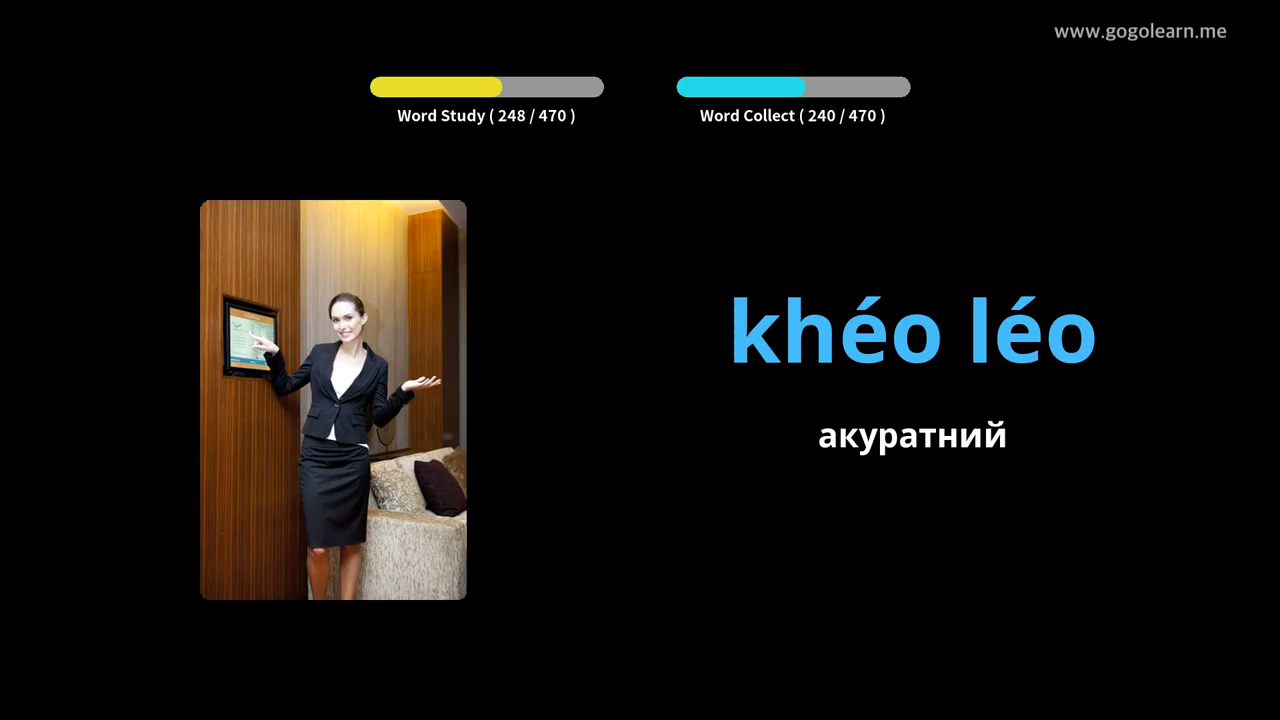 www.gogolearn.me
Word Study ( 248 / 470 )
Word Collect ( 240 / 470 )
khéo léo
акуратний